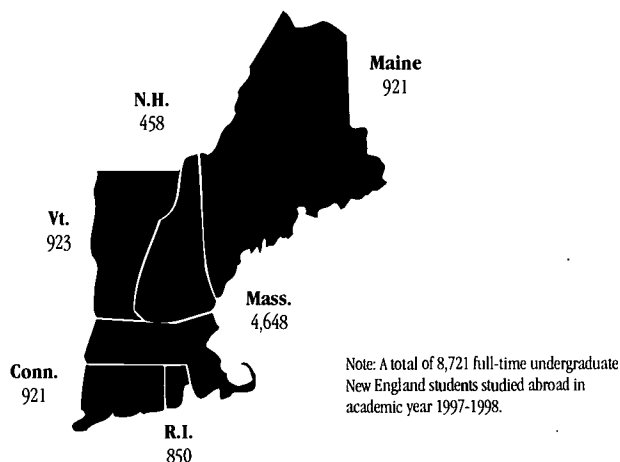 Maine
921
N.H.
458
Vt.
923
Mass.
4,648
Conn.
921
R.I.
850
Note: A total of 8,721 full-time undergraduate
New England students studied abroad in
academic year 1997-1998.